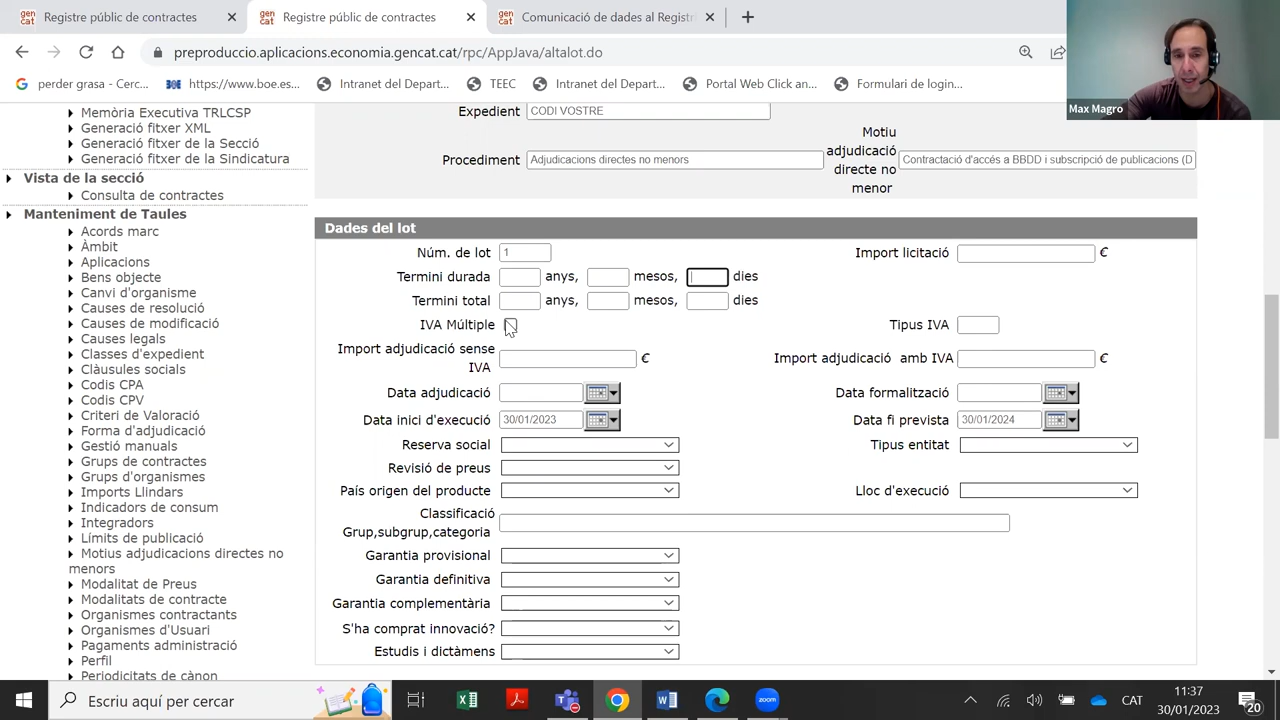 Registre públic de contractes
Registre públic de contractes
Comunicació de dades al Registr
preproduccio.aplicacions.economia.gencat.cat/rpc/AppJava/altalot.do
perder grasa - Cerc...
https://www.boe.es...
Intranet del Depart...
TEEC
Intranet del Depart...
Portal Web Click an...
Formulari de login...
Max Magro
Memòria Executiva TRLCSP
Generació fitxer XML
Generació fitxer de la Secció
Generació fitxer de la Sindicatura
Vista de la secció
Consulta de contractes
Manteniment de Taules
Acords marc
Àmbit
Aplicacions
Bens objecte
Canvi d'organisme
Causes de resolució
Causes de modificació
Causes legals
Classes d'expedient
Clàusules socials
Codis CPA
Codis CPV
Criteri de Valoració
Forma d'adjudicació
Gestió manuals
Grups de contractes
Grups d'organismes
Imports Llindars
Indicadors de consum
Integradors
Límits de publicació
Motius adjudicacions directes no
menors
Modalitat de Preus
Modalitats de contracte
Organismes contractants
Organismes d'Usuari
Pagaments administració
Perfil
Periodicitats de cànon
Expedient CODI VOSTRE
Procediment Adjudicacions directes no menors
Motiu
adjudicació
directe no
menor
Contractació d'accés a BBDD i subscripció de publicacions (D
Dades del lot
Núm. de lot 1
Import licitació €
Termini durada anys, mesos, dies
Termini total anys, mesos, dies
IVA Múltiple
Tipus IVA
Import adjudicació sense
IVA €
Import adjudicació amb IVA €
Data adjudicació
Data formalització
Data inici d'execució 30/01/2023
Data fi prevista 30/01/2024
Reserva social
Tipus entitat
Revisió de preus
País origen del producte
Lloc d'execució
Classificació
Grup,subgrup,categoria
Garantia provisional
Garantia definitiva
Garantia complementària
S'ha comprat innovació?
Estudis i dictàmens
Escriu aquí per cercar
zoom
CAT
11:37
30/01/2023
20